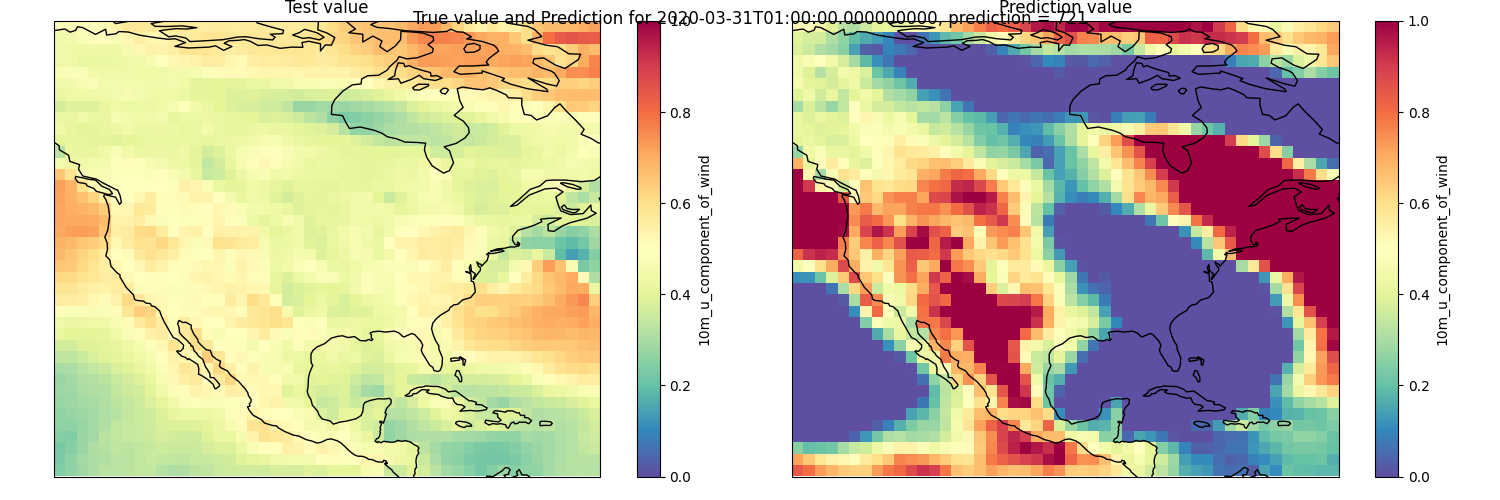 Test value
True value and Prediction for 2020-03-31T01:00:00.000000000, prediction = 721
Prediction value
1.0
0.8
0.6
0.4
0.2
0.0
10m_u_component_of_wind
1.0
0.8
0.6
0.4
0.2
0.0
10m_u_component_of_wind